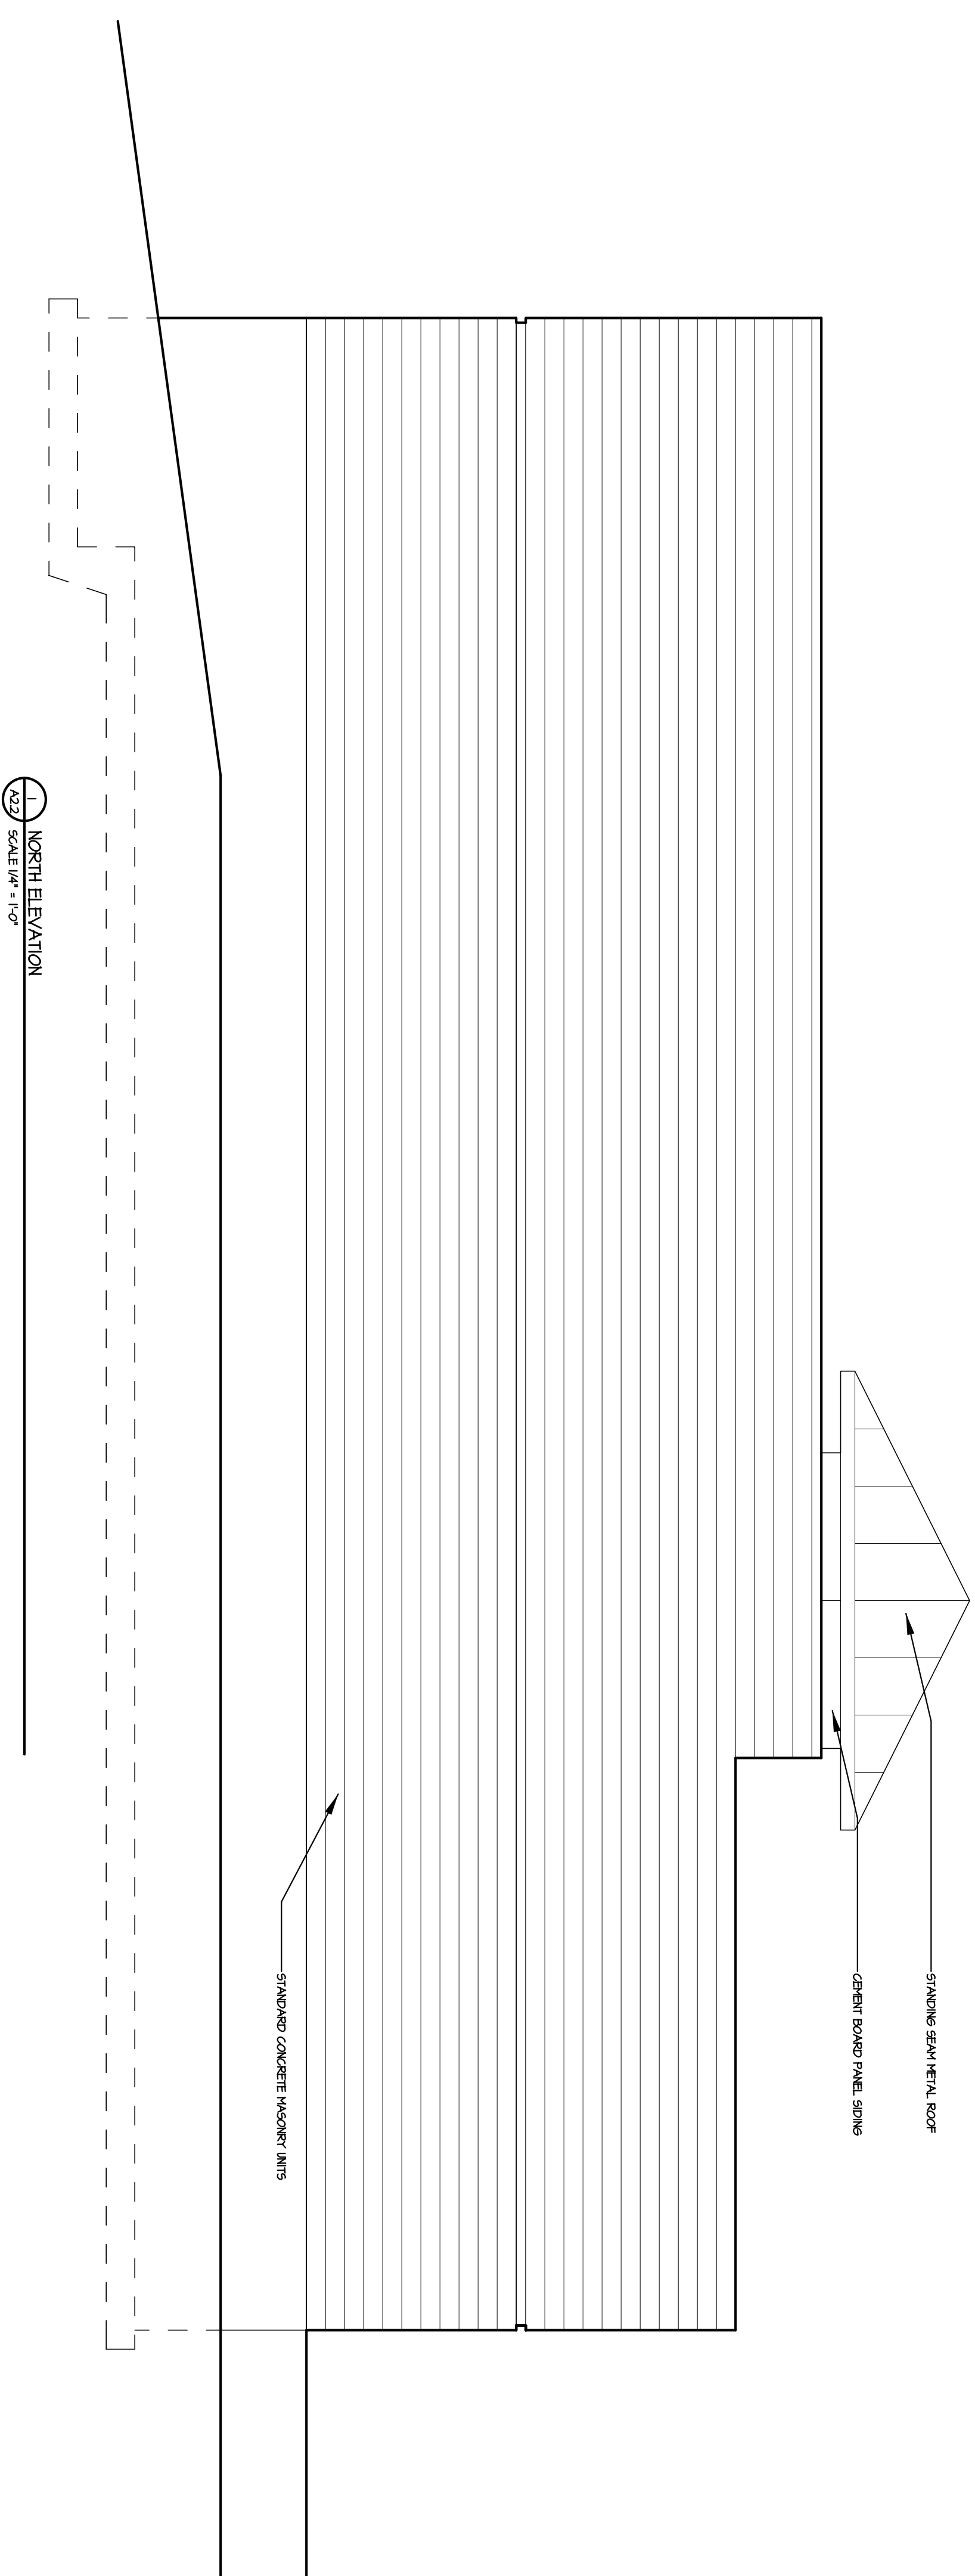 STANDING SEAM METAL ROOF
CEMENT BOARD PANEL SIDING
STANDARD CONCRETE MASONRY UNITS
1
A2.2
NORTH ELEVATION
SCALE 1/4" = 1'-0"